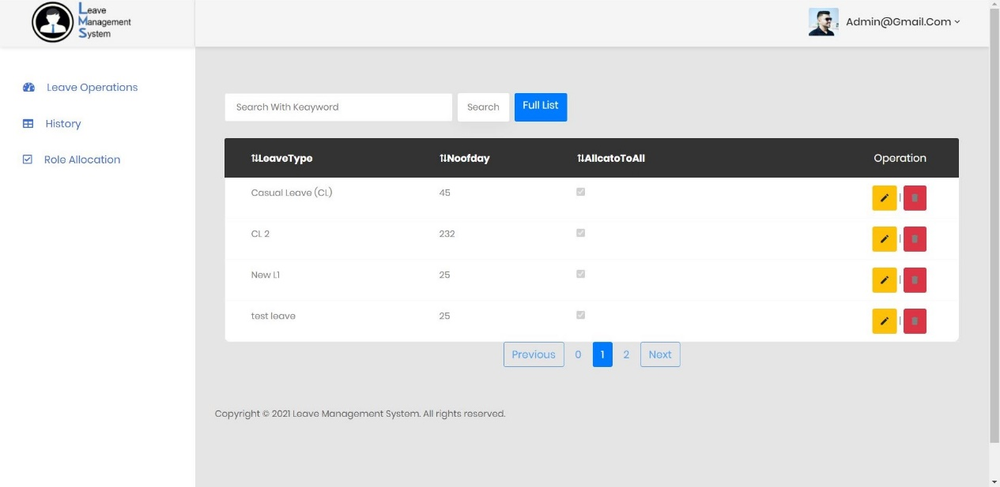 Leave
Management
System
Admin@Gmail.Com
Leave Operations
History
Role Allocation
Search With Keayword
Search
Full List
⇅LeaveType ⇅Noofday ⇅AllcatoToAll Operation
Casual Leave (CL) 45 |
CL 2 232 |
New L1 25 |
test leave 25 |
Previous 0 1 2 Next
Copyright © 2021 Leave Management System. All rights reserved.